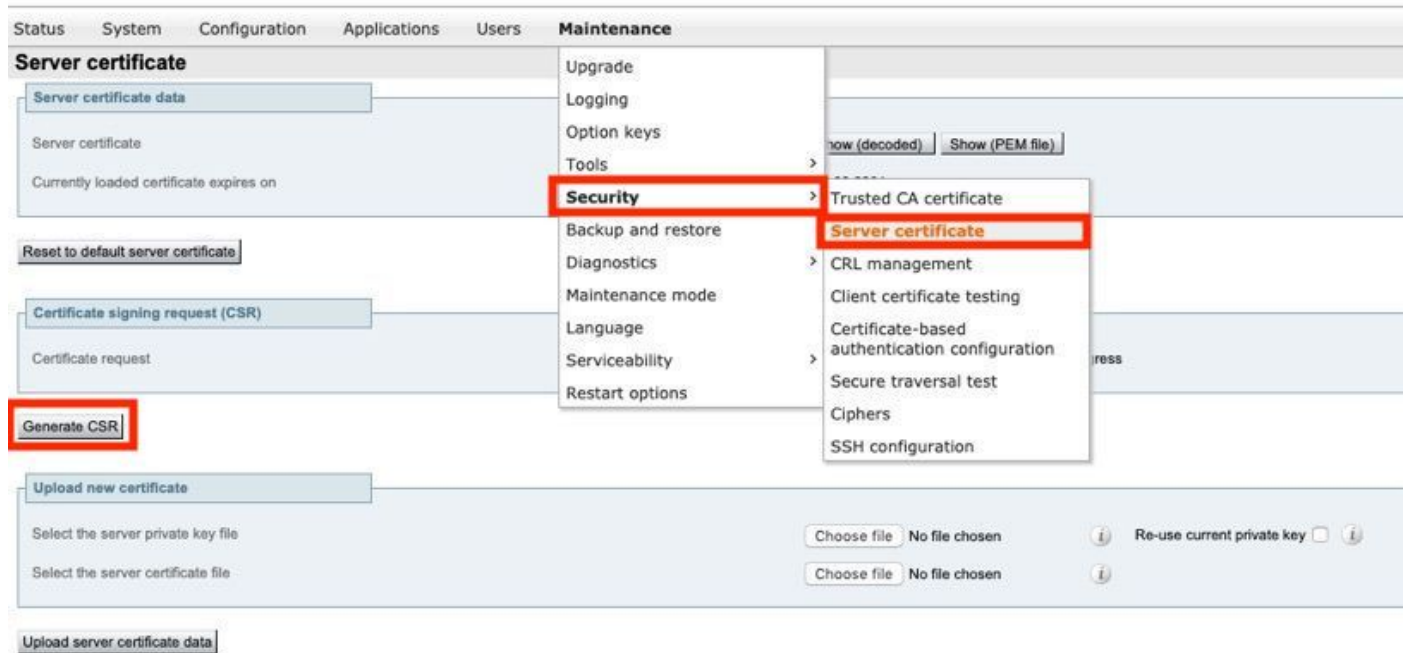 Status System Configuration Applications Users Maintenance
Server certificate
Server certificate data
Server certificate
(decoded) Show (PEM file)
Currently loaded certificate expires on
Reset to default server certificate
Certificate signing request (CSR)
Certificate request
Generate CSR
Upgrade
Logging
Option keys
Tools >
Security >
Backup and restore
Diagnostics >
Maintenance mode
Language
Serviceability >
Restart options
Trusted CA certificate
Server certificate
CRL management
Client certificate testing
Certificate-based
authentication configuration
Secure traversal test
Ciphers
SSH configuration
Upload new certificate
Select the server private key file Choose file No file chosen i Re-use current private key i
Select the server certificate file Choose file No file chosen i
Upload server certificate data